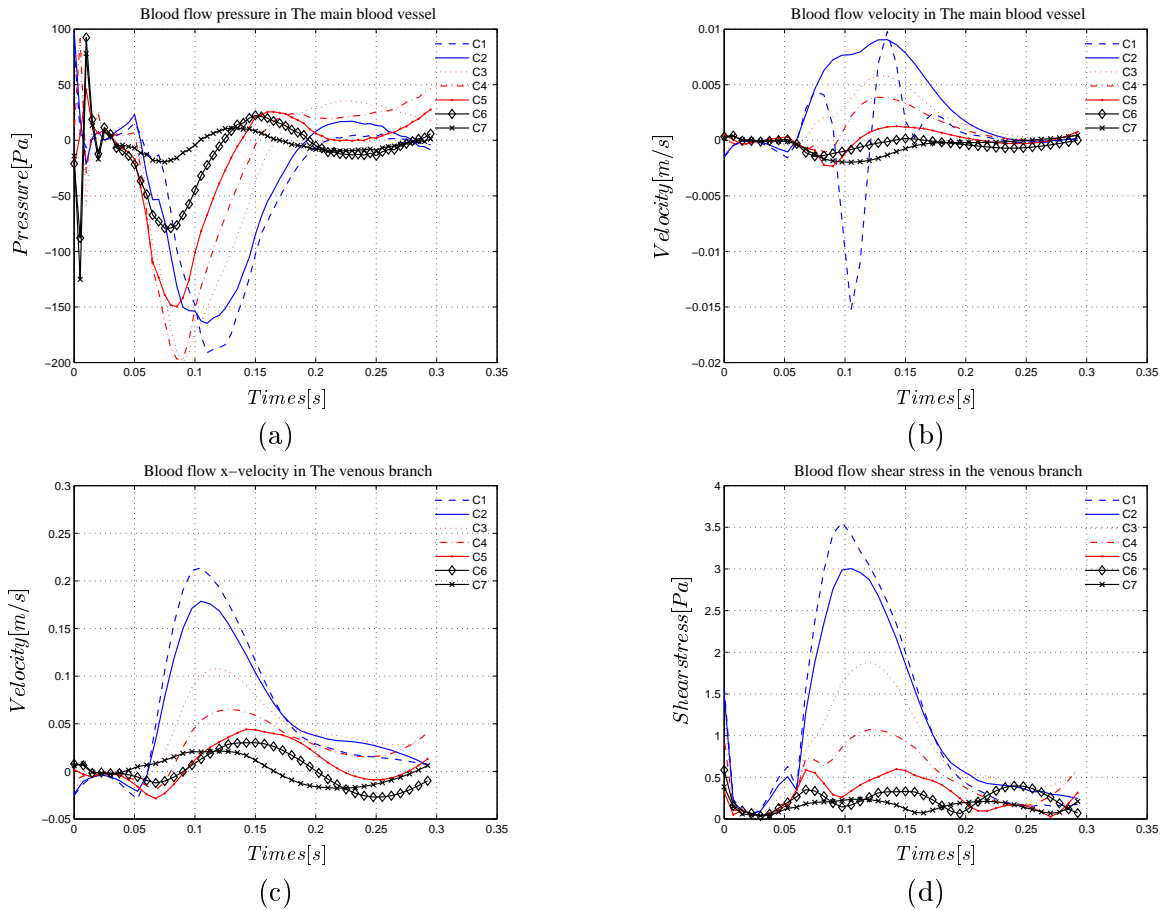 Blood flow pressure in The main blood vessel
100
50
0
−50
−100
−150
−200
Pressure[Pa]
0 0.05 0.1 0.15 0.2 0.25 0.3 0.35
Times[s]
C1
C2
C3
C4
C5
C6
C7
(a)
Blood flow velocity in The main blood vessel
0.01
0.005
0
−0.005
−0.01
−0.015
−0.02
Velocity[m/s]
0 0.05 0.1 0.15 0.2 0.25 0.3 0.35
Times[s]
C1
C2
C3
C4
C5
C6
C7
(b)
Blood flow x−velocity in The venous branch
0.3
0.25
0.2
0.15
0.1
0.05
0
−0.05
Velocity[m/s]
0 0.05 0.1 0.15 0.2 0.25 0.3 0.35
Times[s]
C1
C2
C3
C4
C5
C6
C7
(c)
Blood flow shear stress in the venous branch
4
3.5
3
2.5
2
1.5
1
0.5
0
Shearstress[Pa]
0 0.05 0.1 0.15 0.2 0.25 0.3 0.35
Times[s]
C1
C2
C3
C4
C5
C6
C7
(d)